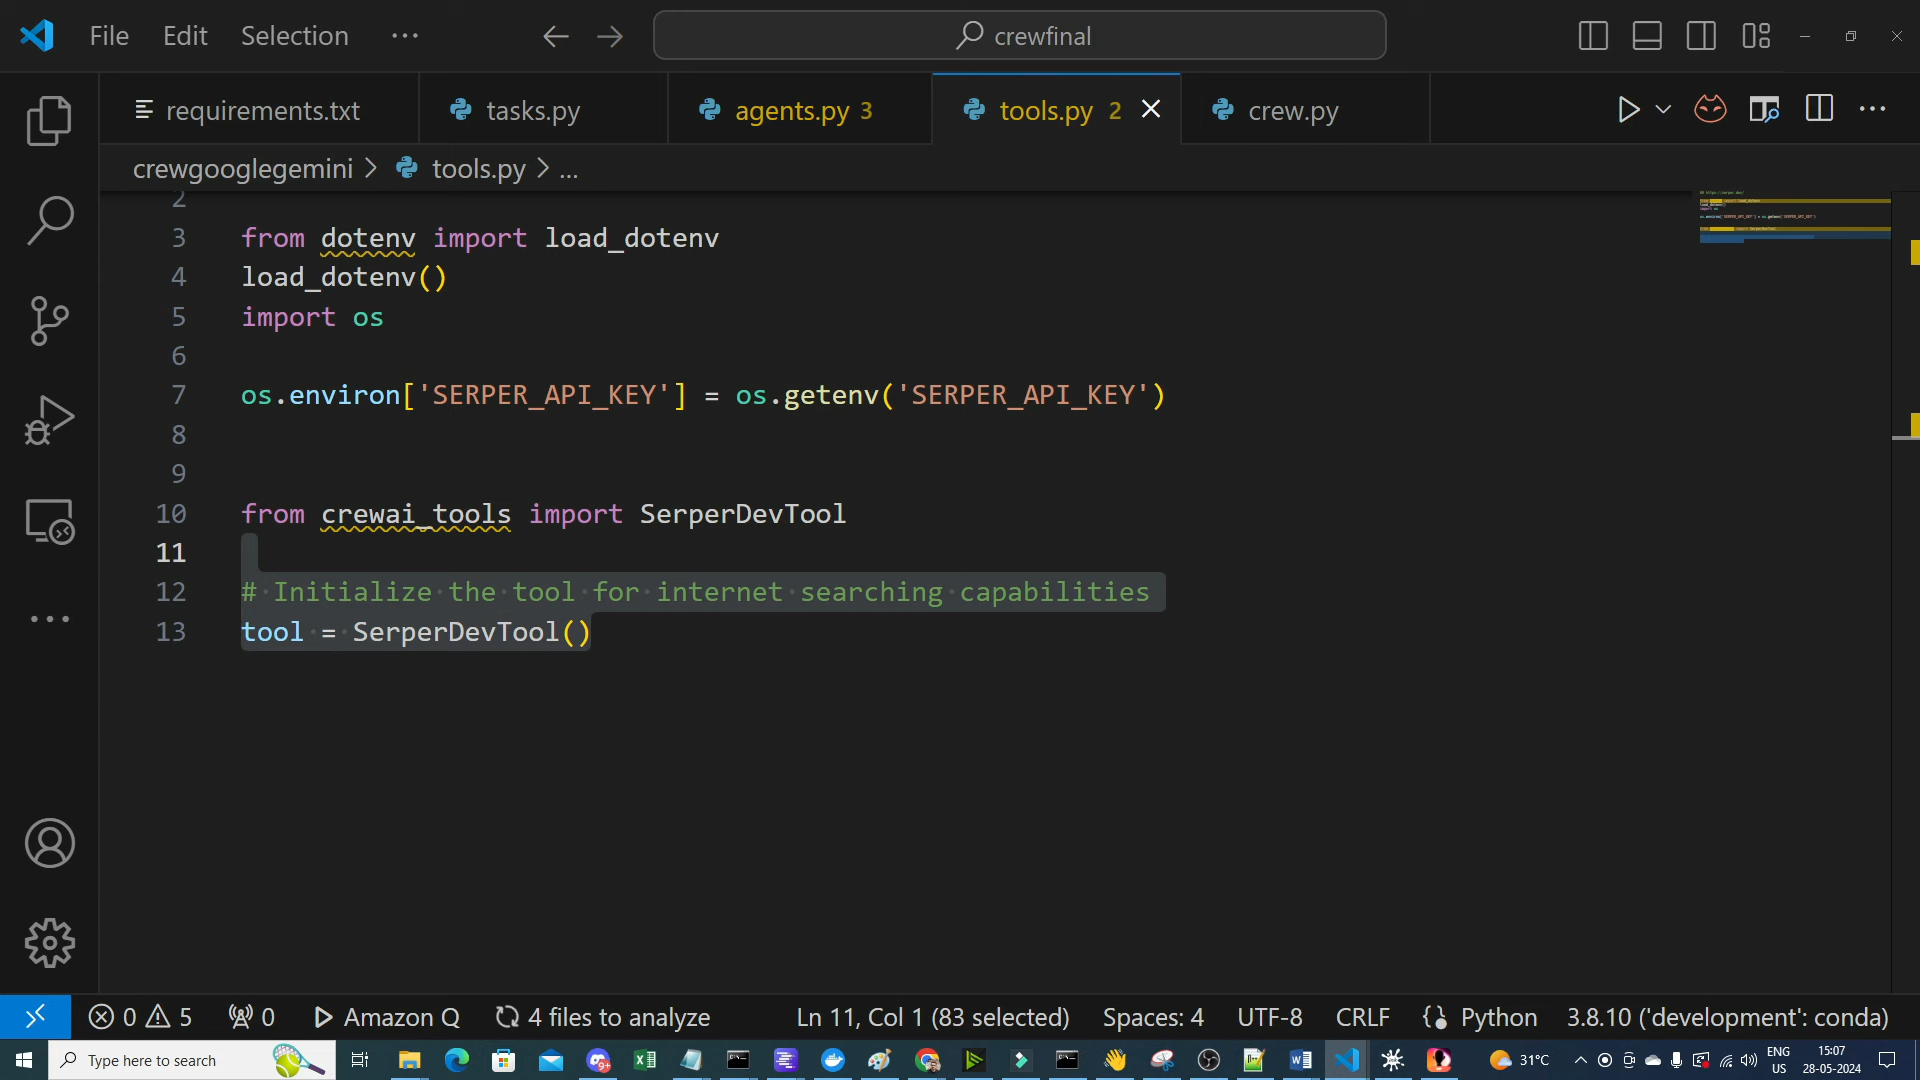 File Edit Selection ···
crewfinal
requirements.txt tasks.py agents.py 3 tools.py 2 crew.py
crewgooglegemini > tools.py > ...
2
3 from dotenv import load_dotenv
4 load_dotenv()
5 import os
6
7 os.environ['SERPER_API_KEY'] = os.getenv('SERPER_API_KEY')
8
9
10 from crewai_tools import SerperDevTool
11
12 # Initialize the tool for internet searching capabilities
13 tool = SerperDevTool()
0 5 0 Amazon Q 4 files to analyze Ln 11, Col 1 (83 selected) Spaces: 4 UTF-8 CRLF Python 3.8.10 ('development': conda)
Type here to search 31°C ENG 15:07
US 28-05-2024